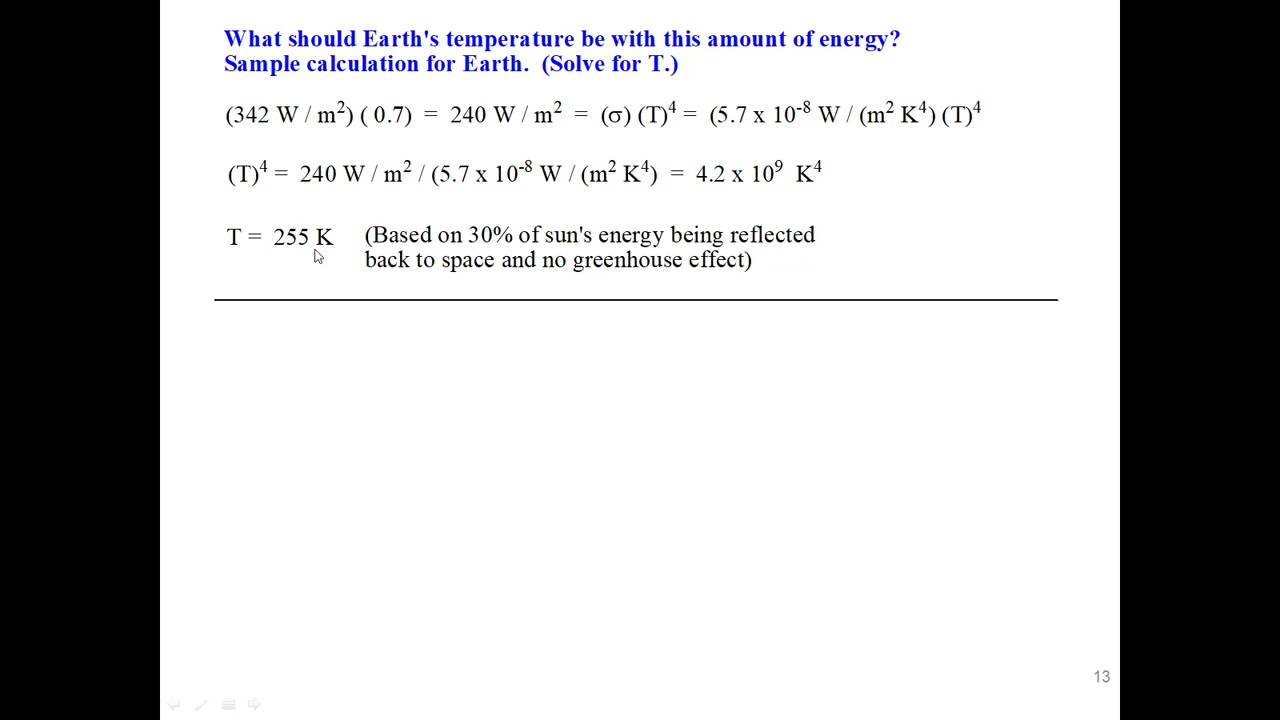 What should Earth's temperature be with this amount of energy?
Sample calculation for Earth. (Solve for T.)
(342 W / m²) ( 0.7) = 240 W / m² = (σ) (T)⁴ = (5.7 x 10⁻⁸ W / (m² K⁴) (T)⁴
(T)⁴ = 240 W / m² / (5.7 x 10⁻⁸ W / (m² K⁴) = 4.2 x 10⁹ K⁴
T = 255 K (Based on 30% of sun's energy being reflected
back to space and no greenhouse effect)
13